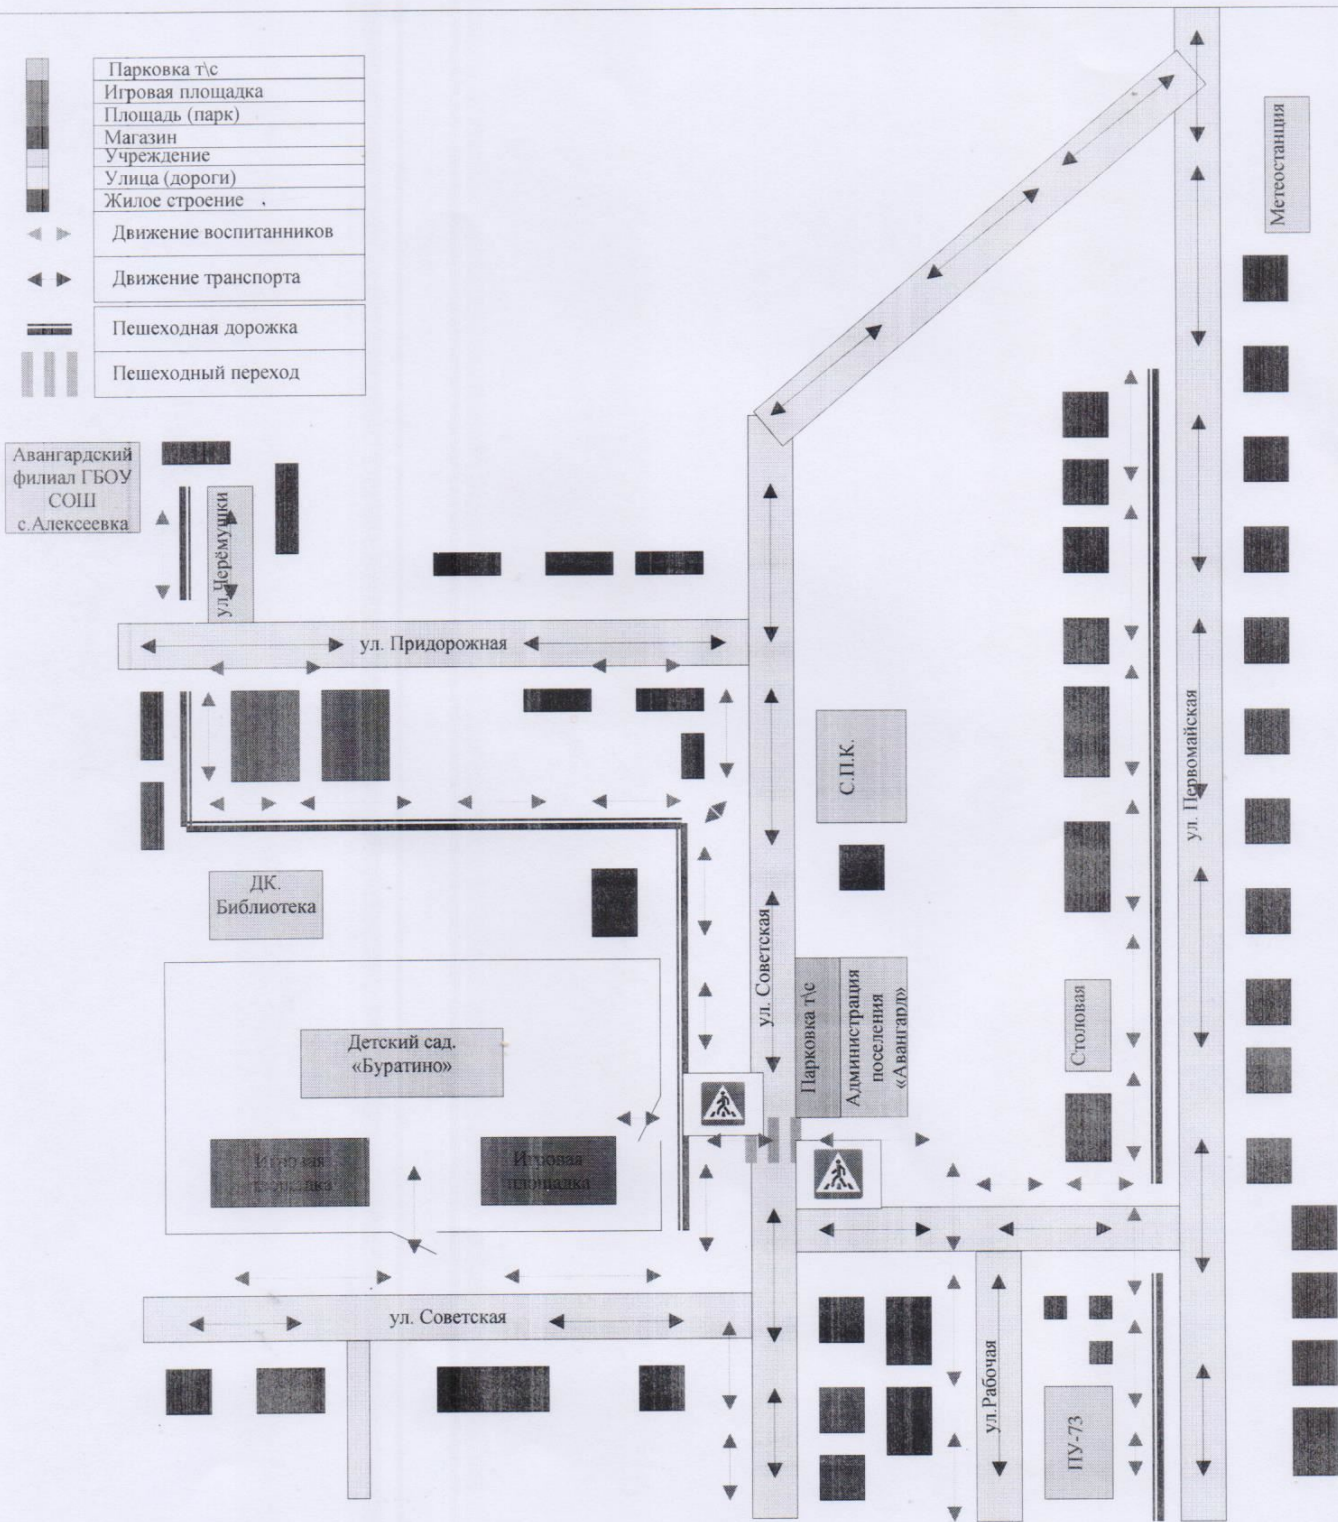 Парковка т\с
Игровая площадка
Площадь (парк)
Магазин
Учреждение
Улица (дороги)
Жилое строение
Движение воспитанников
Движение транспорта
Пешеходная дорожка
Пешеходный переход
Метеостанция
Авангардский
филиал ГБОУ
СОШ
с.Алексеевка
ул.Черёмушки
ул. Придорожная
С.П.К.
ул. Первомайская
ДК.
Библиотека
ул. Советская
Парковка т\с
Администрация
поселения
«Авангард»
Столовая
Детский сад.
«Буратино»
Игровая
площадка
Игровая
площадка
ул. Советская
ул.Рабочая
ПУ-73